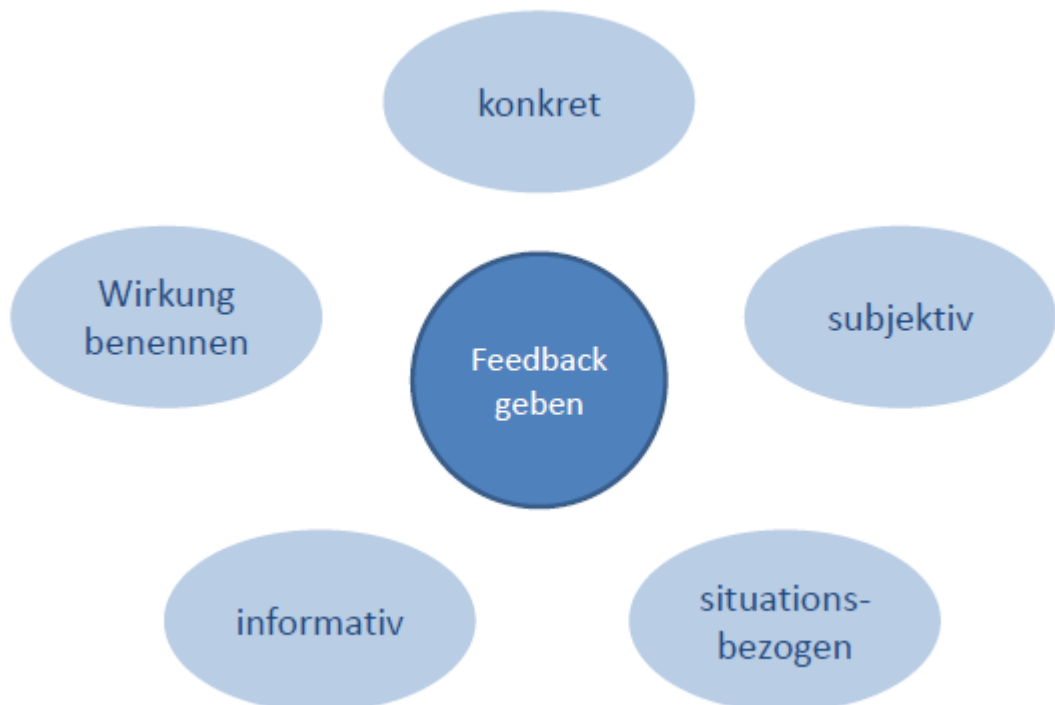 konkret
Wirkung
benennen
subjektiv
Feedback
geben
informativ
situations-
bezogen